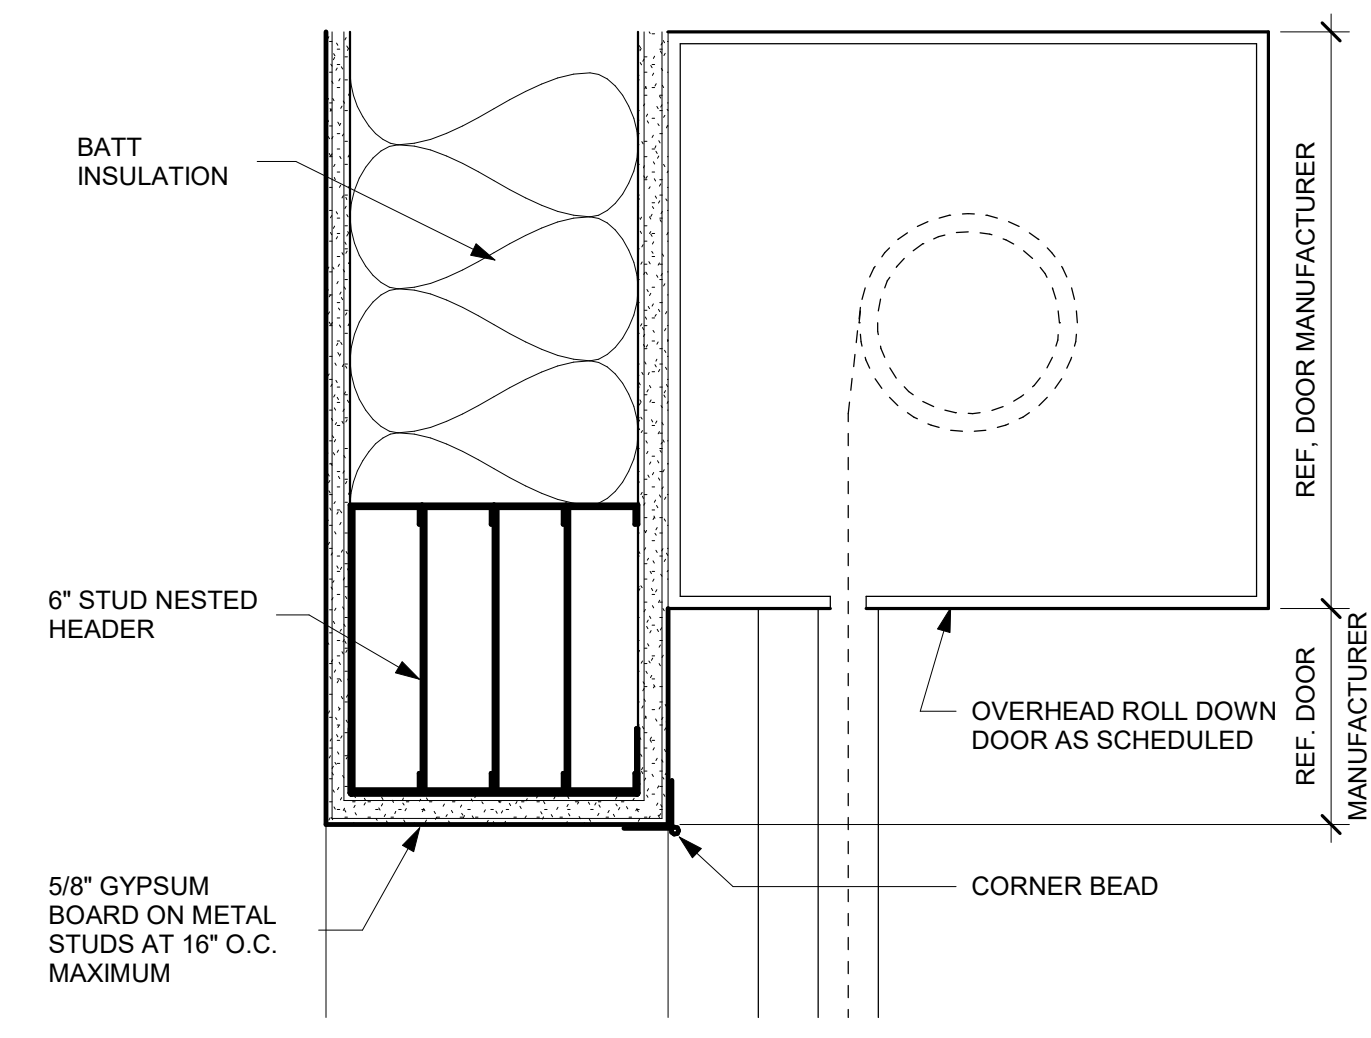 BATT
INSULATION
6" STUD NESTED
HEADER
5/8" GYPSUM
BOARD ON METAL
STUDS AT 16" O.C.
MAXIMUM
OVERHEAD ROLL DOWN
DOOR AS SCHEDULED
CORNER BEAD
REF, DOOR MANUFACTURER
REF. DOOR
MANUFACTURER